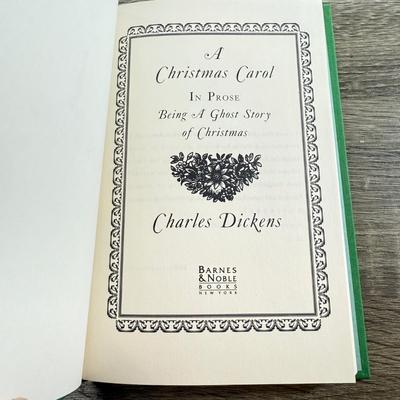 A
Christmas Carol
In Prose
Being A Ghost Story
of Christmas
Charles Dickens
Barnes
& Noble
BOOKS
NEW YORK